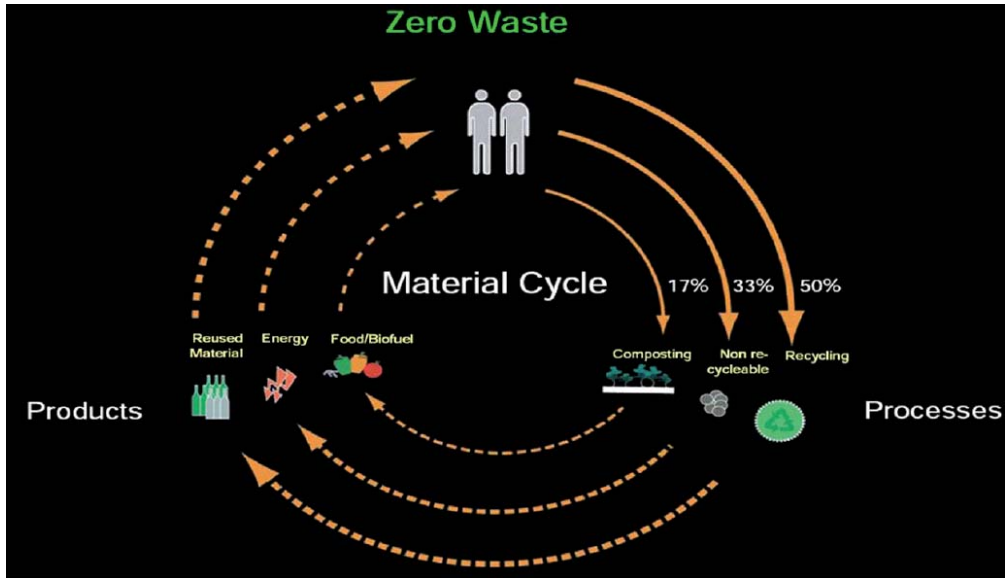 Zero Waste
Material Cycle
17%
33%
50%
Reused
Material
Energy
Food/Biofuel
Composting
Non re-
cycleable
Recycling
Products
Processes